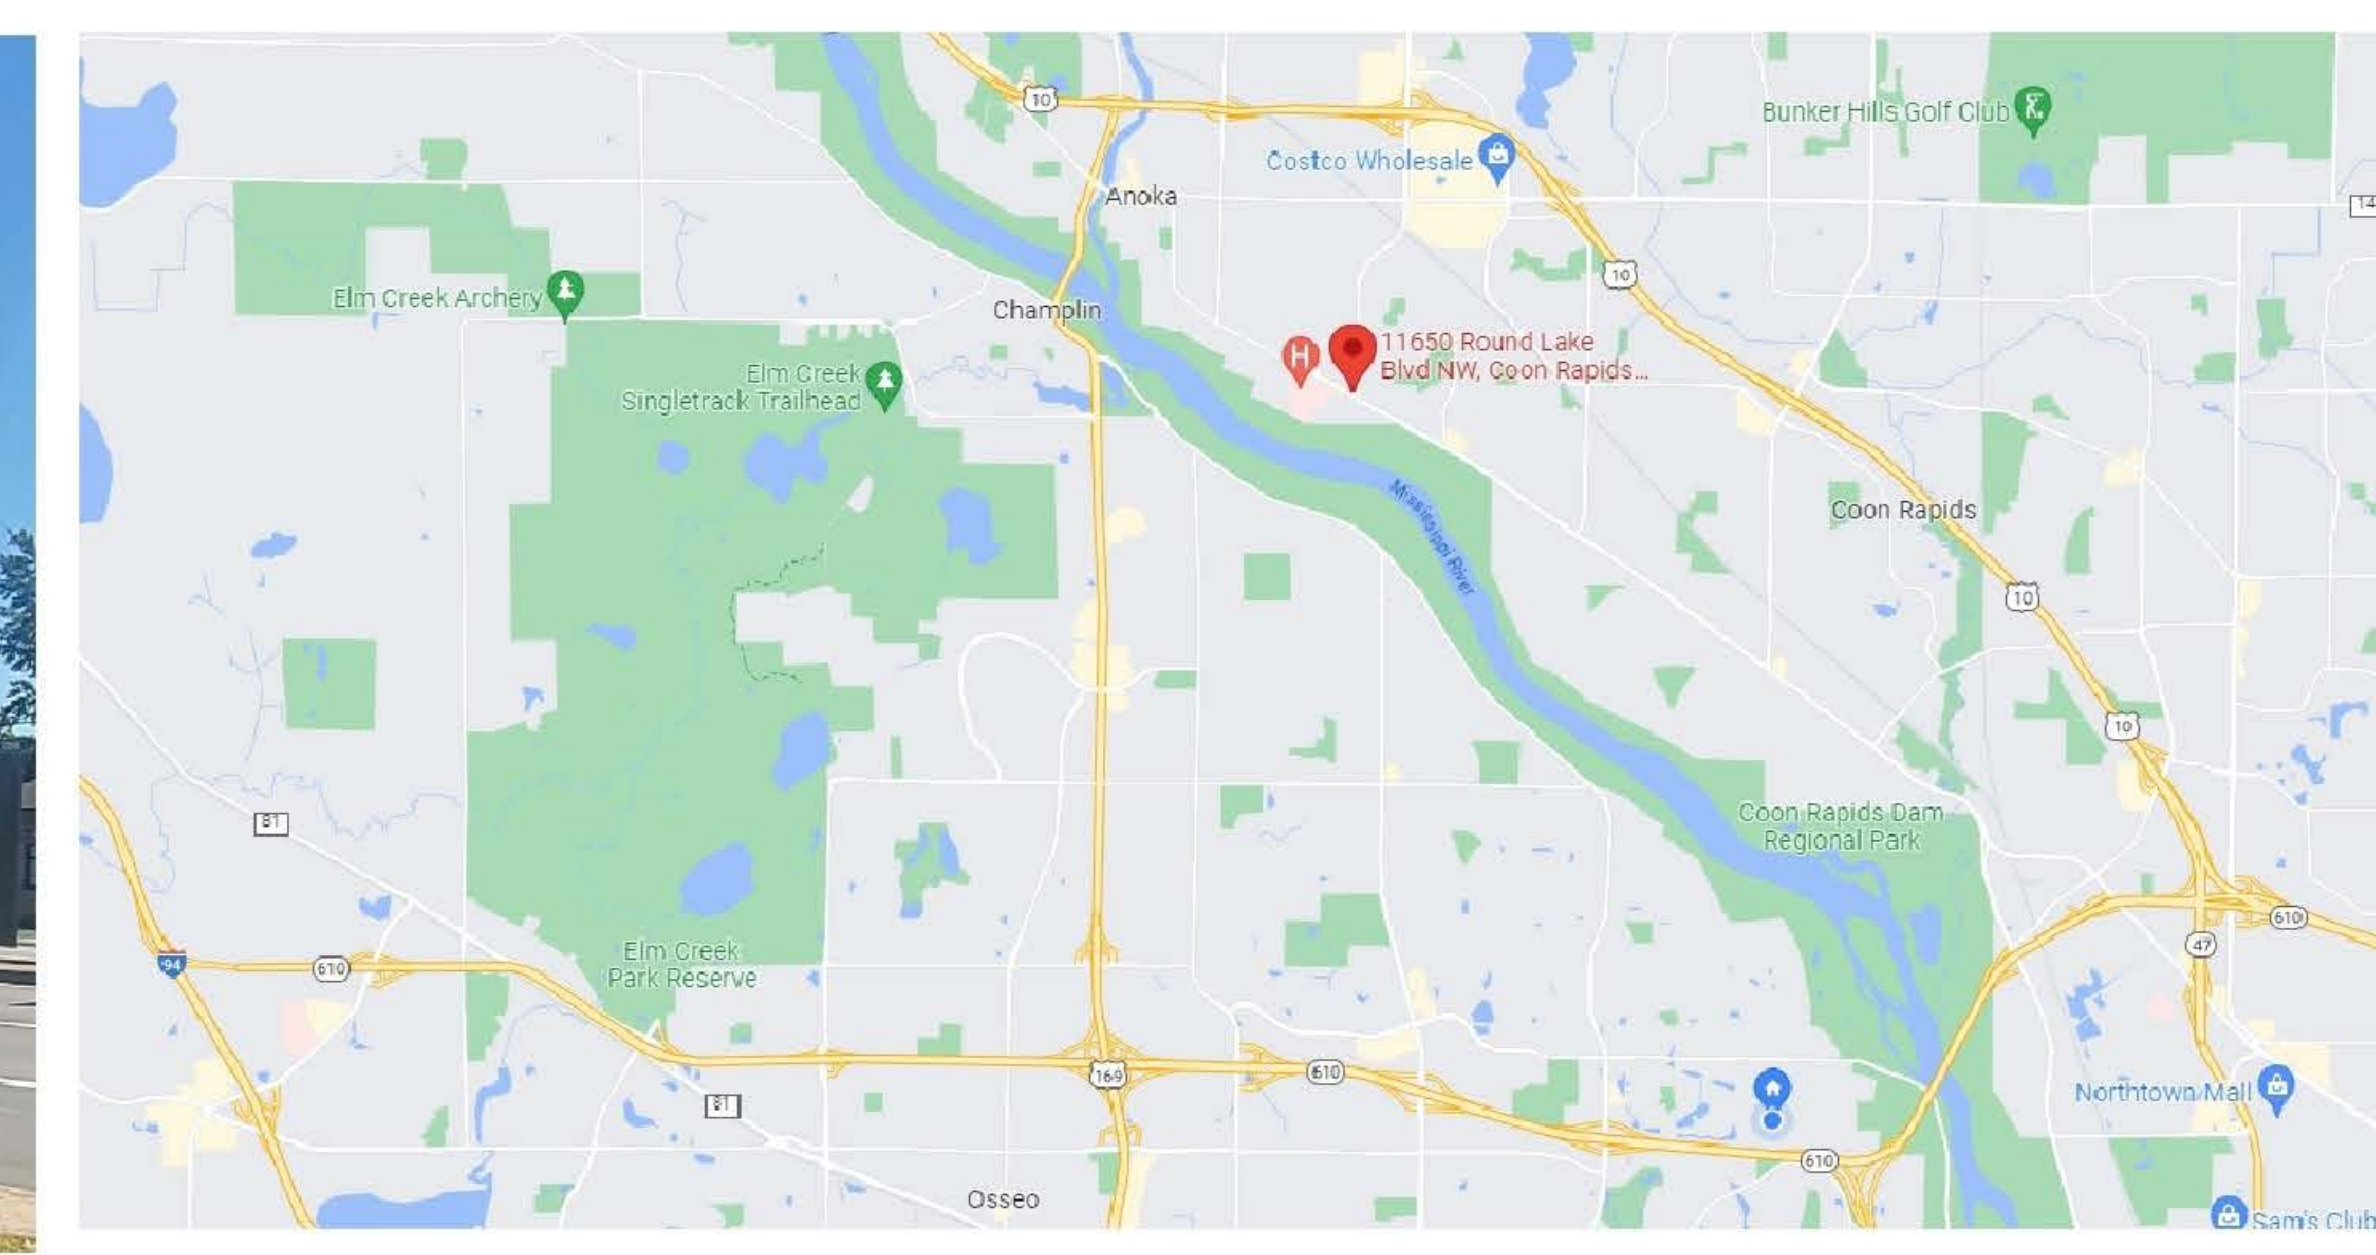 10
Bunker Hills Golf Club
Costco Wholesale
Anoka
14
10
Elm Creek Archery
Champlin
H
11650 Round Lake
Blvd NW, Coon Rapids...
Elm Creek
Singletrack Trailhead
Mississippi River
Coon Rapids
10
10
Coon Rapids Dam
Regional Park
81
610
47
Elm Creek
Park Reserve
94
610
169
610
Northtown Mall
81
610
Osseo
Sam's Club